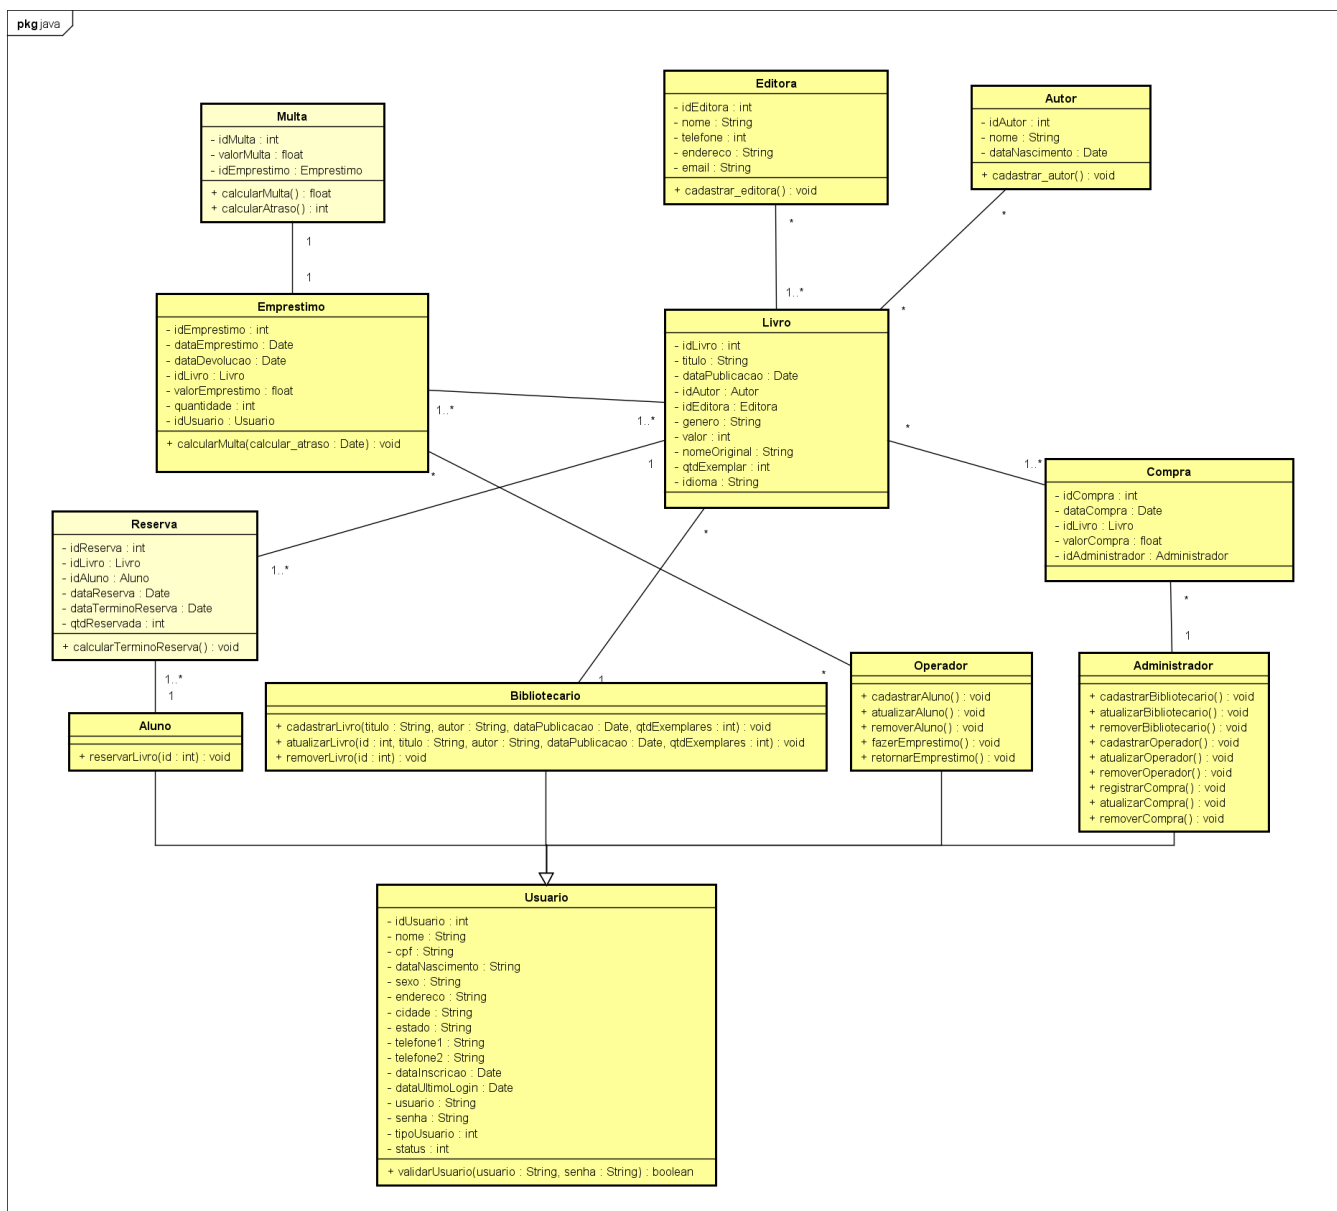 pkg java
Multa
- idMulta : int
- valorMulta : float
- idEmprestimo : Emprestimo
+ calcularMulta() : float
+ calcularAtraso() : int
1
1
Editora
- idEditora : int
- nome : String
- telefone : int
- endereco : String
- email : String
+ cadastrar_editora() : void
*
1..*
Autor
- idAutor : int
- nome : String
- dataNascimento : Date
+ cadastrar_autor() : void
*
*
Emprestimo
- idEmprestimo : int
- dataEmprestimo : Date
- dataDevolucao : Date
- idLivro : Livro
- valorEmprestimo : float
- quantidade : int
- idUsuario : Usuario
+ calcularMulta(calcular_atraso : Date) : void
1..*
1..*
*
Livro
- idLivro : int
- titulo : String
- dataPublicacao : Date
- idAutor : Autor
- idEditora : Editora
- genero : String
- valor : int
- nomeOriginal : String
- qtdExemplar : int
- idioma : String
1
*
*
1..*
Compra
- idCompra : int
- dataCompra : Date
- idLivro : Livro
- valorCompra : float
- idAdministrador : Administrador
*
1
Reserva
- idReserva : int
- idLivro : Livro
- idAluno : Aluno
- dataReserva : Date
- dataTerminoReserva : Date
- qtdReservada : int
+ calcularTerminoReserva() : void
1..*
1..*
1
Aluno
+ reservarLivro(id : int) : void
1
Bibliotecario
+ cadastrarLivro(titulo : String, autor : String, dataPublicacao : Date, qtdExemplares : int) : void
+ atualizarLivro(id : int, titulo : String, autor : String, dataPublicacao : Date, qtdExemplares : int) : void
+ removerLivro(id : int) : void
*
Operador
+ cadastrarAluno() : void
+ atualizarAluno() : void
+ removerAluno() : void
+ fazerEmprestimo() : void
+ retornarEmprestimo() : void
Administrador
+ cadastrarBibliotecario() : void
+ atualizarBibliotecario() : void
+ removerBibliotecario() : void
+ cadastrarOperador() : void
+ atualizarOperador() : void
+ removerOperador() : void
+ registrarCompra() : void
+ atualizarCompra() : void
+ removerCompra() : void
Usuario
- idUsuario : int
- nome : String
- cpf : String
- dataNascimento : String
- sexo : String
- endereco : String
- cidade : String
- estado : String
- telefone1 : String
- telefone2 : String
- dataInscricao : Date
- dataUltimoLogin : Date
- usuario : String
- senha : String
- tipoUsuario : int
- status : int
+ validarUsuario(usuario : String, senha : String) : boolean